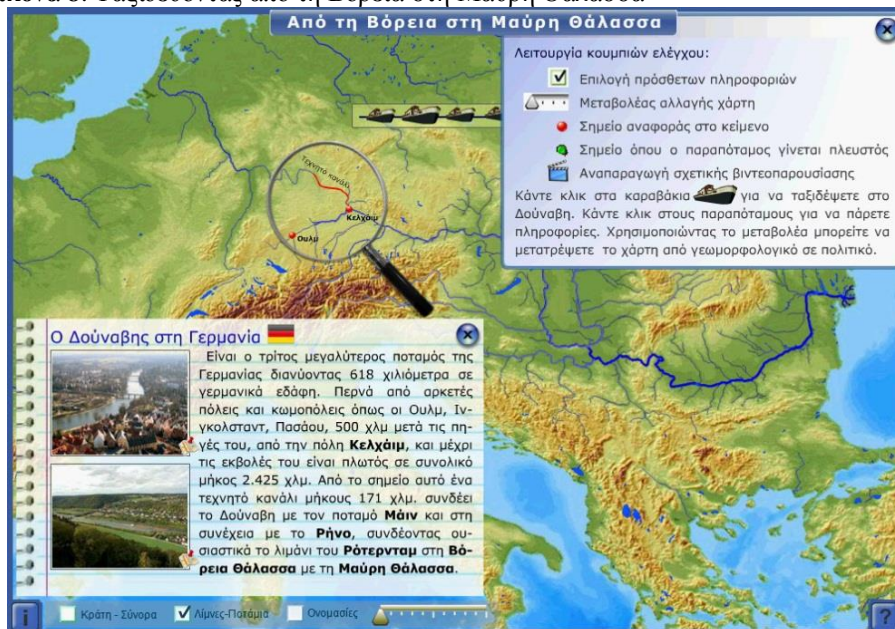 Από τη Βόρεια στη Μαύρη Θάλασσα
Λειτουργία κουμπιών ελέγχου:
Επιλογή πρόσθετων πληροφοριών
Μεταβολέας αλλαγής χάρτη
Σημείο αναφοράς στο κείμενο
Σημείο όπου ο παραπόταμος γίνεται πλευστός
Αναπαραγωγή σχετικής βιντεοπαρουσίασης
Κάντε κλικ στα καραβάκια για να ταξιδέψετε στο
Δούναβη. Κάντε κλικ στους παραπόταμους για να πάρετε
πληροφορίες. Χρησιμοποιώντας το μεταβολέα μπορείτε να
μετατρέψετε το χάρτη από γεωμορφολογικό σε πολιτικό.
Τεχνητό κανάλι
Κελχάιμ
Ουλμ
Ο Δούναβης στη Γερμανία
Είναι ο τρίτος μεγαλύτερος ποταμός της
Γερμανίας διανύοντας 618 χιλιόμετρα σε
γερμανικά εδάφη. Περνά από αρκετές
πόλεις και κωμοπόλεις όπως οι Ουλμ, Ιν-
γκολσταντ, Πασάου, 500 χλμ μετά τις πη-
γές του, από την πόλη Κελχάιμ, και μέχρι
τις εκβολές του είναι πλωτός σε συνολικό
μήκος 2.425 χλμ. Από το σημείο αυτό ένα
τεχνητό κανάλι μήκους 171 χλμ. συνδέει
το Δούναβη με τον ποταμό Μάιν και στη
συνέχεια με το Ρήνο, συνδέοντας ου-
σιαστικά το λιμάνι του Ρότερνταμ στη Βό-
ρεια Θάλασσα με τη Μαύρη Θάλασσα.
i
Κράτη - Σύνορα
Λίμνες-Ποτάμια
Ονομασίες
?